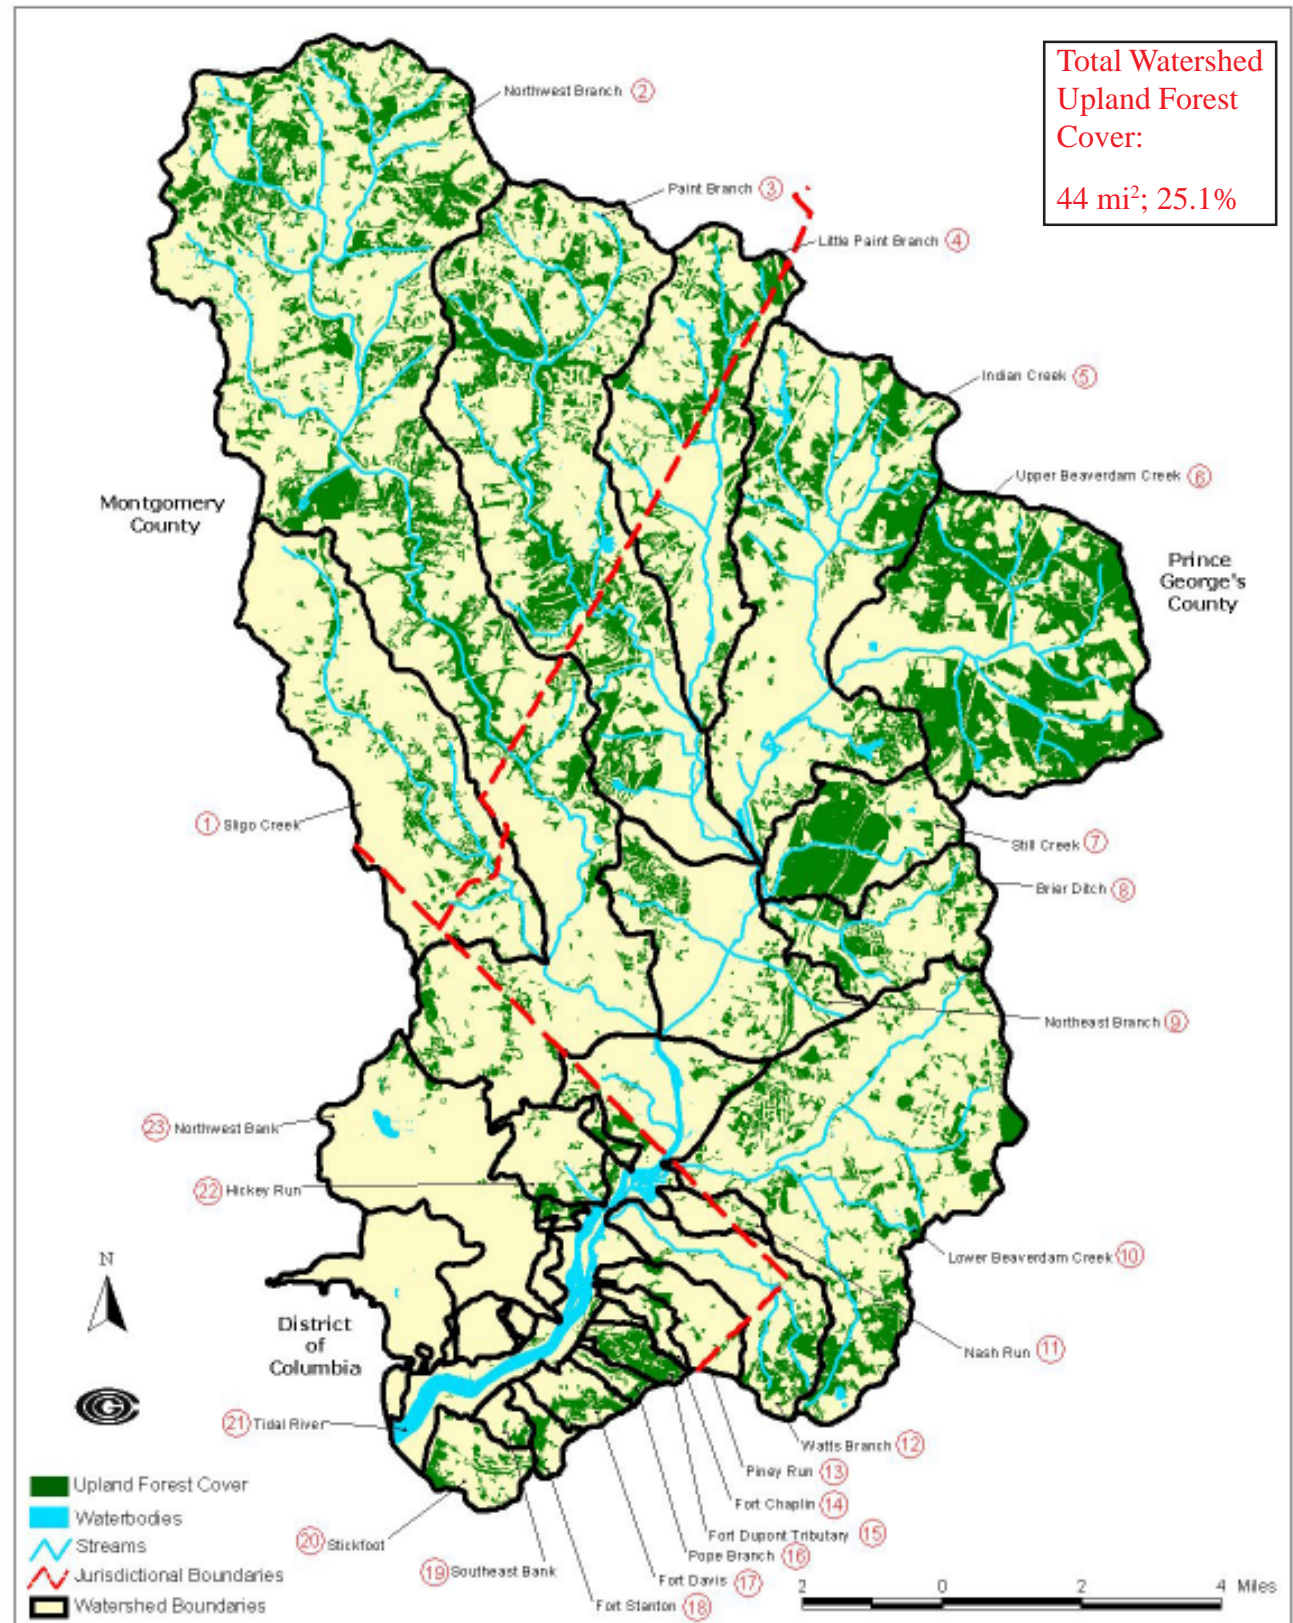 Total Watershed
Upland Forest
Cover:
44 mi²; 25.1%
Northwest Branch 2
Paint Branch 3
Little Paint Branch 4
Indian Creek 5
Upper Beaverdam Creek 6
Montgomery
County
Prince
George's
County
1 Sligo Creek
Still Creek 7
Brier Ditch 8
Northeast Branch 9
23 Northwest Bank
22 Hickey Run
Lower Beaverdam Creek 10
N
District
of
Columbia
Nash Run 11
21 Tidal River
Watts Branch 12
Piney Run 13
Fort Chaplin 14
Fort Dupont Tributary 15
Pope Branch 16
Fort Davis 17
Fort Stanton 18
19 Southeast Bank
20 Stickfoot
Upland Forest Cover
Waterbodies
Streams
Jurisdictional Boundaries
Watershed Boundaries
2 0 2 4 Miles